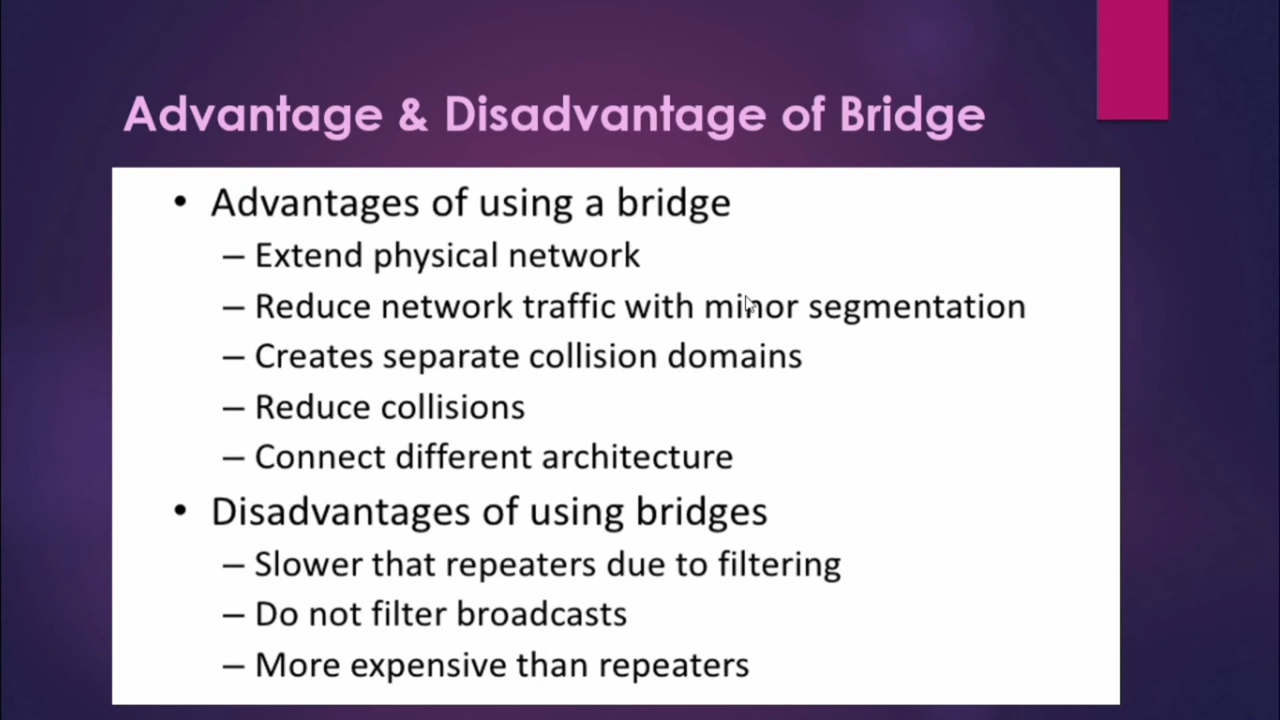 Advantage & Disadvantage of Bridge
• Advantages of using a bridge
– Extend physical network
– Reduce network traffic with minor segmentation
– Creates separate collision domains
– Reduce collisions
– Connect different architecture
• Disadvantages of using bridges
– Slower that repeaters due to filtering
– Do not filter broadcasts
– More expensive than repeaters